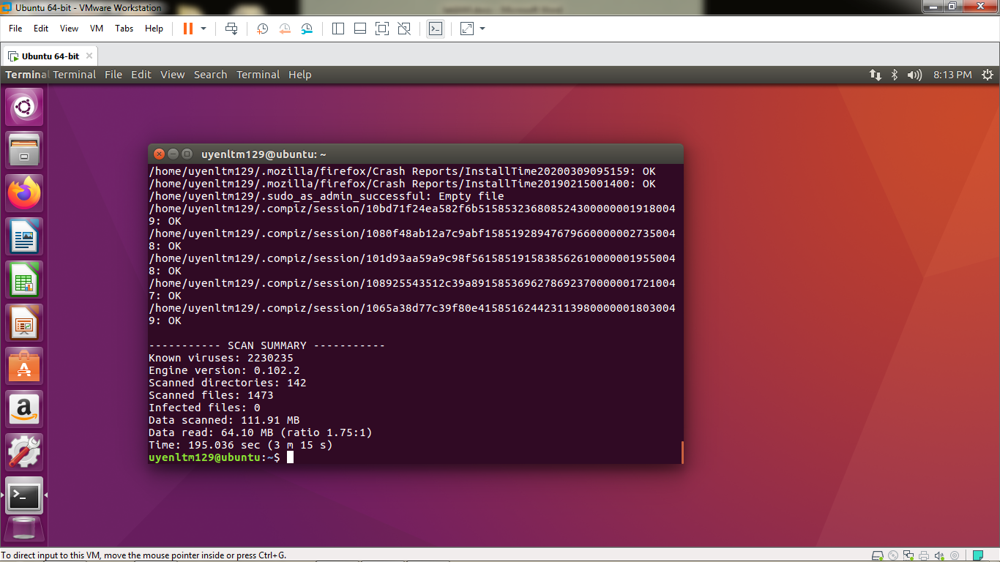 Ubuntu 64-bit - VMware Workstation
File Edit View VM Tabs Help
Ubuntu 64-bit
Terminal Terminal File Edit View Search Terminal Help 8:13 PM
uyenltm129@ubuntu: ~
/home/uyenltm129/.mozilla/firefox/Crash Reports/InstallTime20200309095159: OK
/home/uyenltm129/.mozilla/firefox/Crash Reports/InstallTime20190215001400: OK
/home/uyenltm129/.sudo_as_admin_successful: Empty file
/home/uyenltm129/.compiz/session/10bd71f24ea582f6b515853236808524300000001918004
9: OK
/home/uyenltm129/.compiz/session/1080f48ab12a7c9abf15851928947679660000002735004
8: OK
/home/uyenltm129/.compiz/session/101d93aa59a9c98f5615851915838562610000001955004
8: OK
/home/uyenltm129/.compiz/session/108925543512c39a8915853696278692370000001721004
7: OK
/home/uyenltm129/.compiz/session/1065a38d77c39f80e415851624423113980000001803004
9: OK
----------- SCAN SUMMARY -----------
Known viruses: 2230235
Engine version: 0.102.2
Scanned directories: 142
Scanned files: 1473
Infected files: 0
Data scanned: 111.91 MB
Data read: 64.10 MB (ratio 1.75:1)
Time: 195.036 sec (3 m 15 s)
uyenltm129@ubuntu:~$
To direct input to this VM, move the mouse pointer inside or press Ctrl+G.